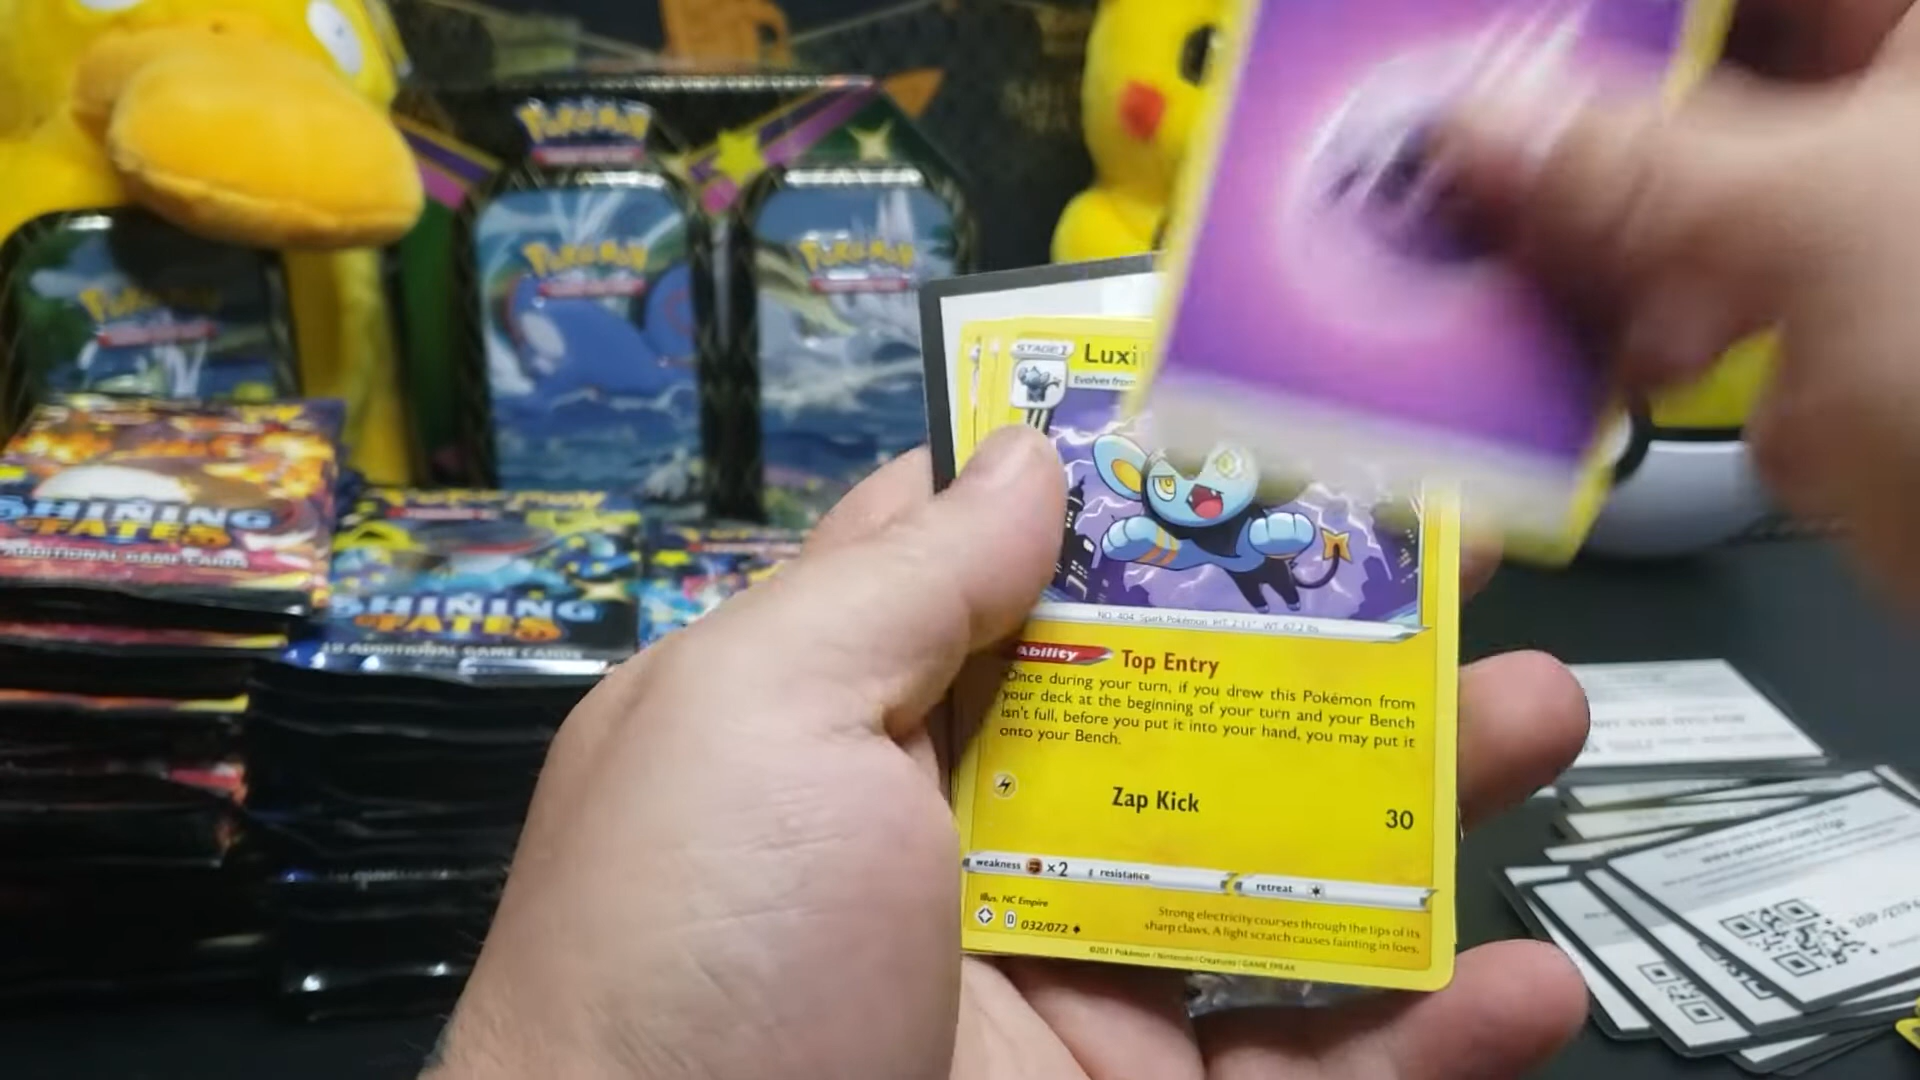 Pokémon
Pokémon
Pokémon
Pokémon
SHINING
FATES
ADDITIONAL GAME CARDS
SHINING
FATES
10 ADDITIONAL GAME CARDS
STAGE 1
Luxi
Evolves from
NO. 404 Spark Pokémon HT: 2'11" WT: 67.2 lbs
Ability Top Entry
Once during your turn, if you drew this Pokémon from
your deck at the beginning of your turn and your Bench
isn't full, before you put it into your hand, you may put it
onto your Bench.
Zap Kick
30
weakness ×2 resistance retreat
Illus. NC Empire
D 032/072
Strong electricity courses through the tips of its
sharp claws. A light scratch causes fainting in foes.
©2021 Pokémon / Nintendo / Creatures / GAME FREAK